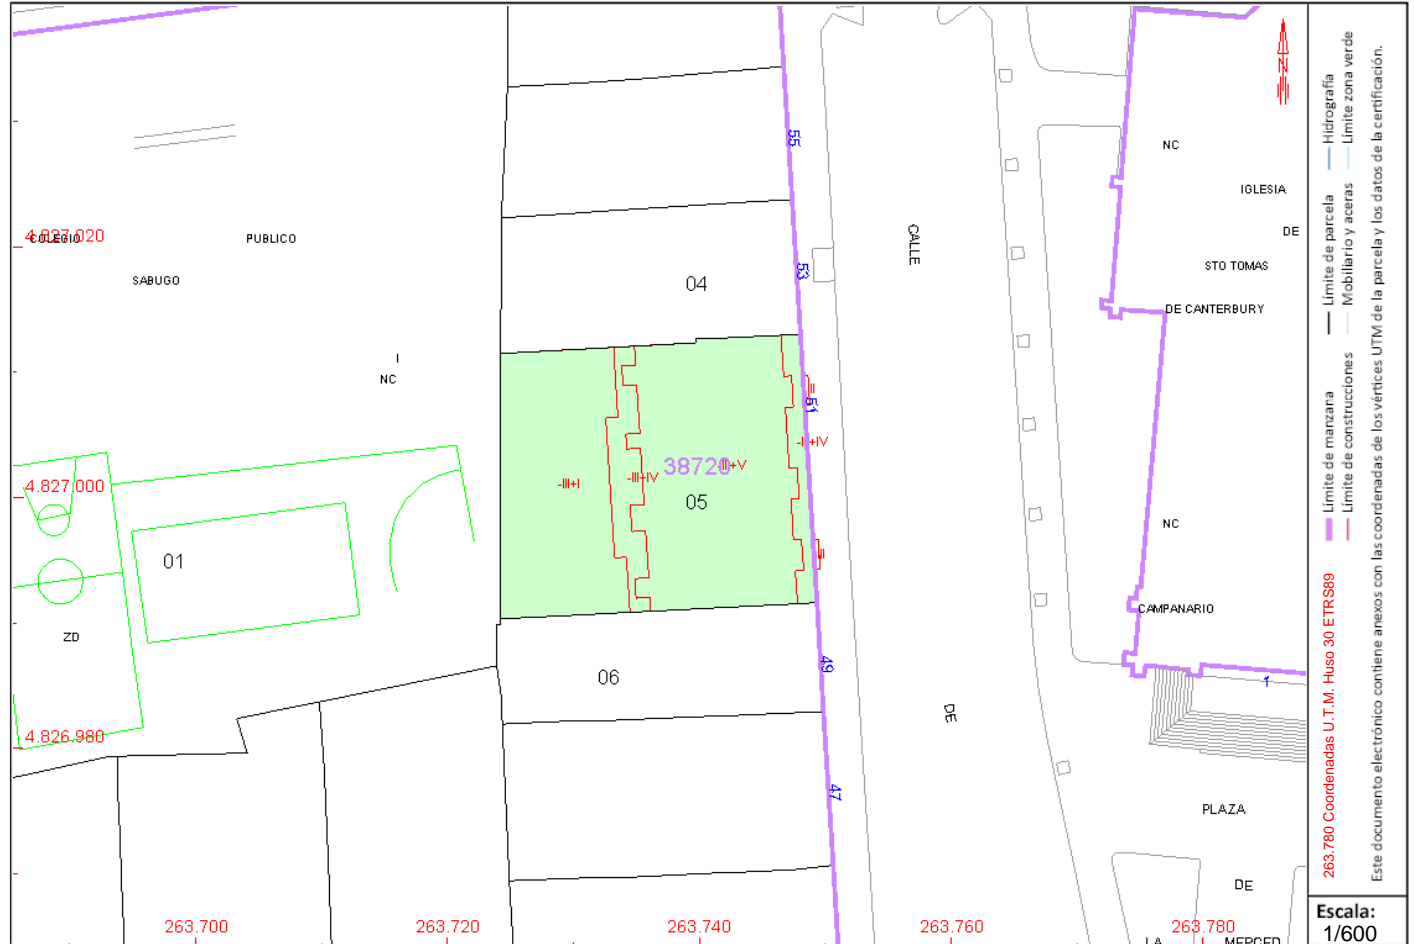 55
NC
IGLESIA
4.827.020
COLEGIO
PUBLICO
CALLE
DE
SABUGO
STO TOMAS
53
04
DE CANTERBURY
I
NC
-II
51
-II+IV
38720
-III+V
-III+I
-III+IV
4.827.000
05
NC
01
-II
CAMPANARIO
ZD
06
49
1
DE
4.826.980
47
PLAZA
DE
263.700
263.720
263.740
263.760
263.780
LA
MERCED
N
Límite de manzana
Límite de parcela
Hidrografía
Límite de construcciones
Mobiliario y aceras
Límite zona verde
263.780 Coordenadas U.T.M. Huso 30 ETRS89
Este documento electrónico contiene anexos con las coordenadas de los vértices UTM de la parcela y los datos de la certificación.
Escala:
1/600